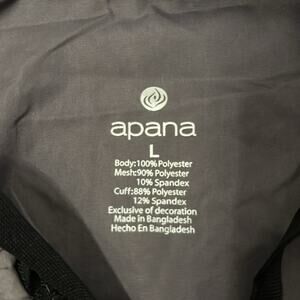 apana
L
Body:100% Polyester
Mesh:90% Polyester
10% Spandex
Cuff:88% Polyester
12% Spandex
Exclusive of decoration
Made in Bangladesh
Hecho En Bangladesh